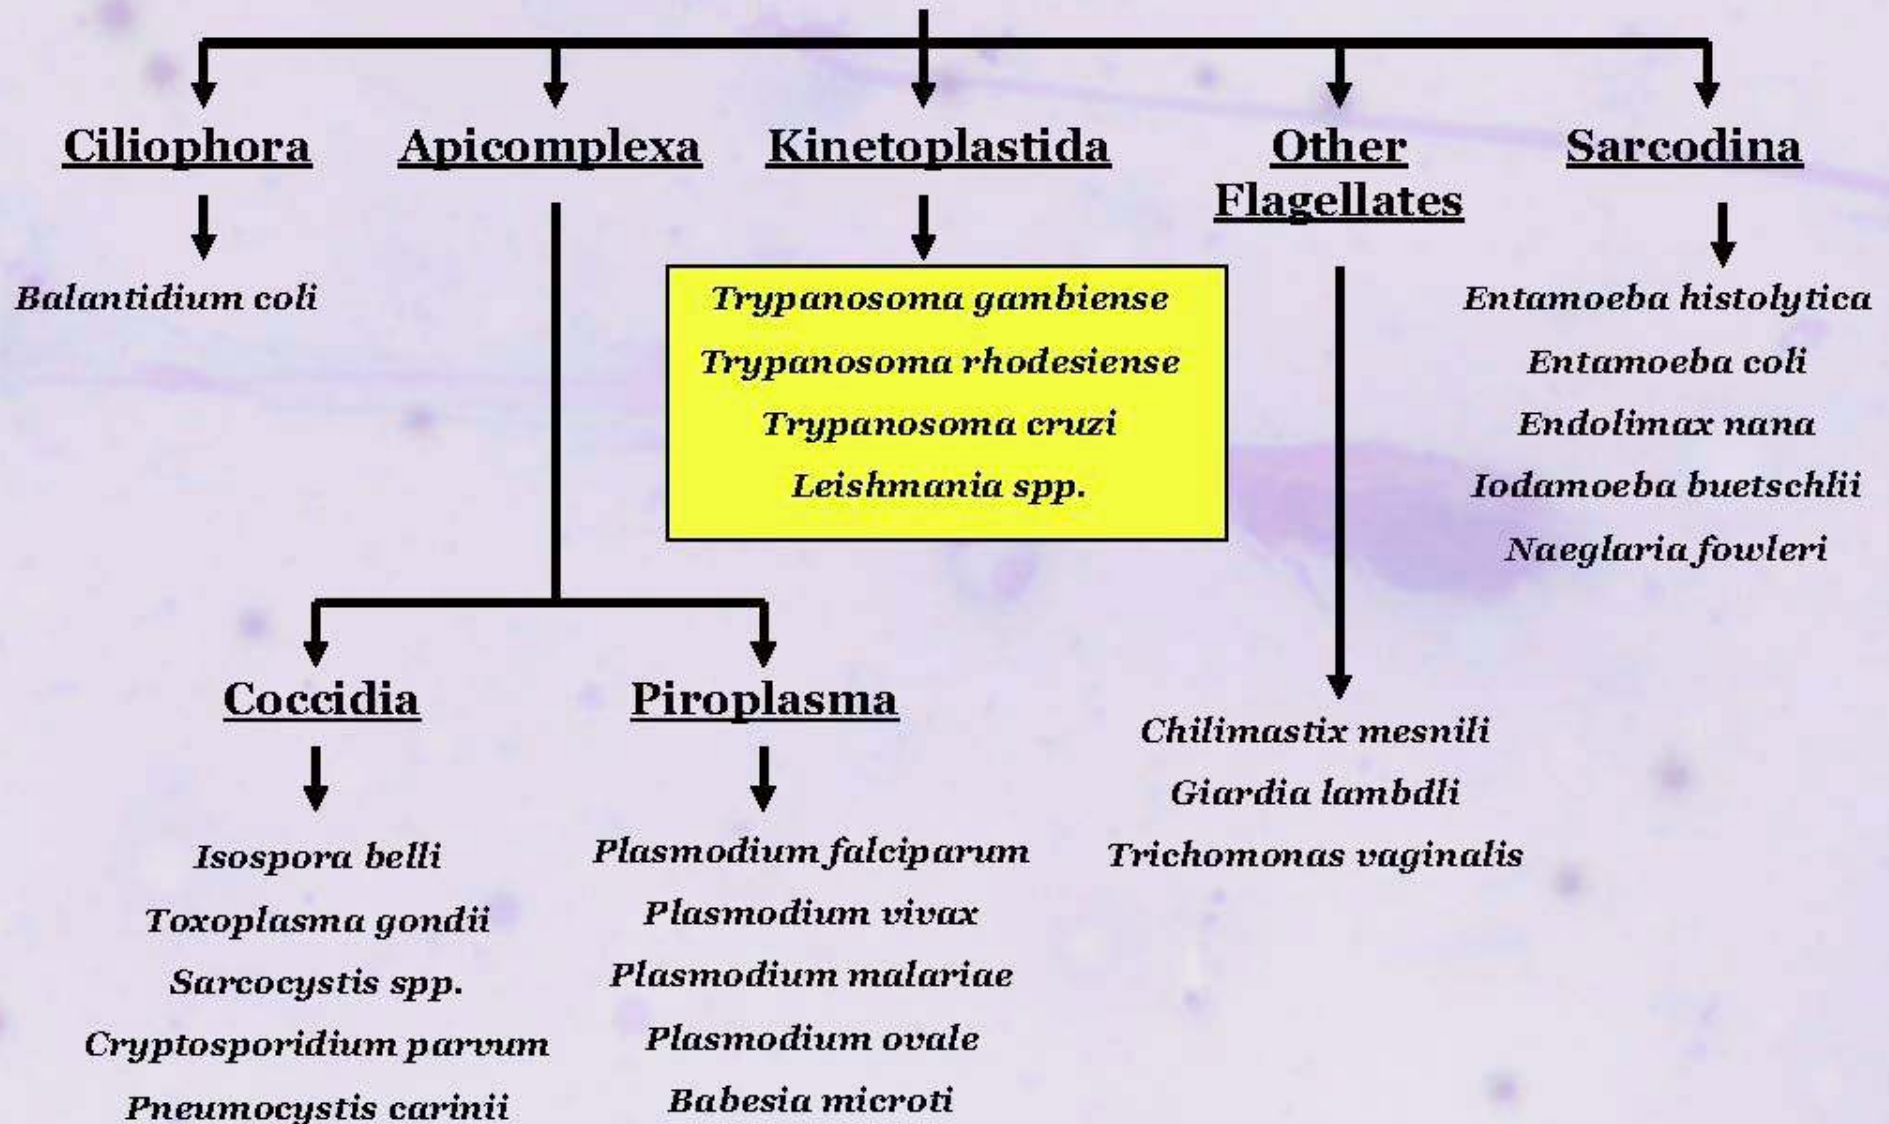 Ciliophora
Apicomplexa
Kinetoplastida
Other
Flagellates
Sarcodina
Balantidium coli
Trypanosoma gambiense
Trypanosoma rhodesiense
Trypanosoma cruzi
Leishmania spp.
Entamoeba histolytica
Entamoeba coli
Endolimax nana
Iodamoeba buetschlii
Naeglaria fowleri
Coccidia
Piroplasma
Isospora belli
Toxoplasma gondii
Sarcocystis spp.
Cryptosporidium parvum
Pneumocystis carinii
Plasmodium falciparum
Plasmodium vivax
Plasmodium malariae
Plasmodium ovale
Babesia microti
Chilimastix mesnili
Giardia lambdli
Trichomonas vaginalis